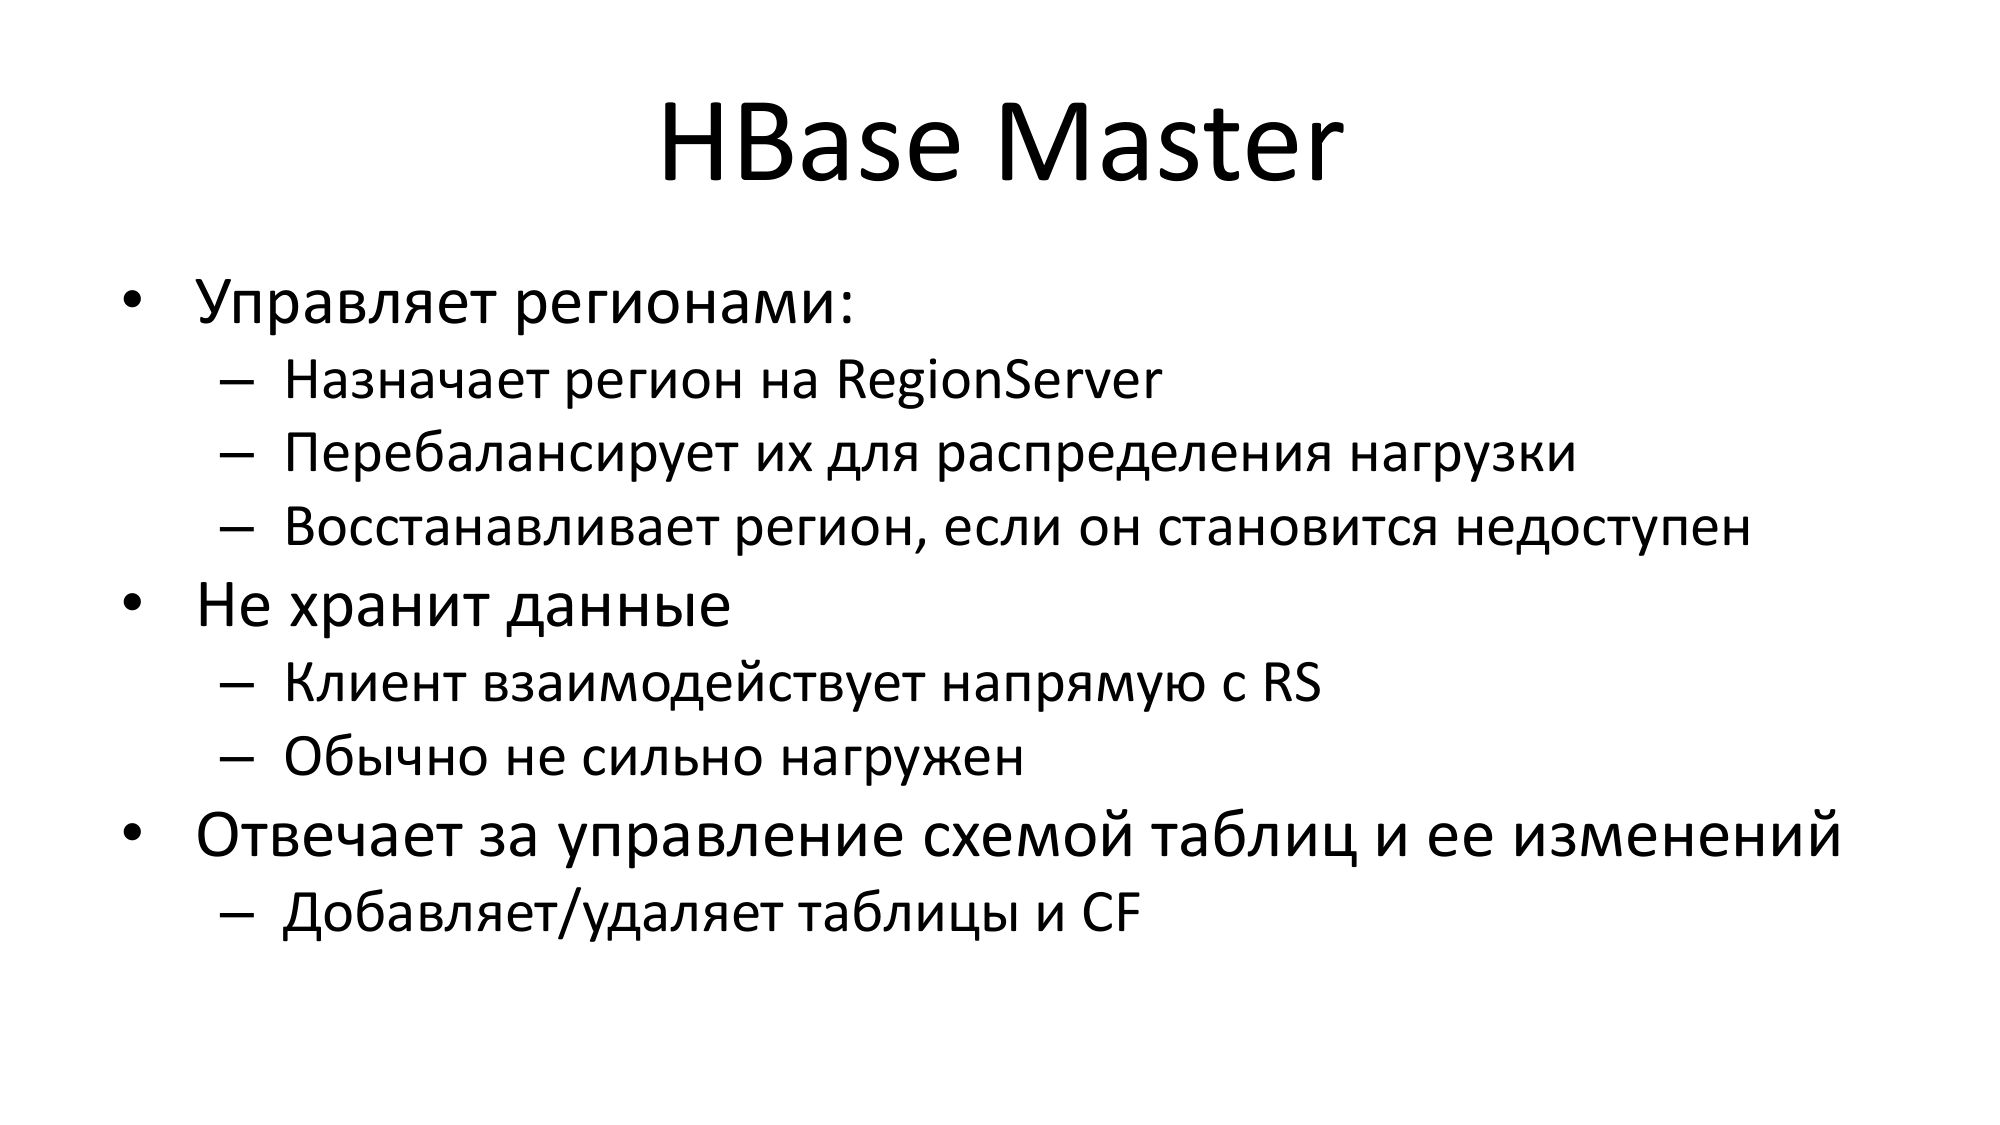 HBase Master
• Управляет регионами:
– Назначает регион на RegionServer
– Перебалансирует их для распределения нагрузки
– Восстанавливает регион, если он становится недоступен
• Не хранит данные
– Клиент взаимодействует напрямую с RS
– Обычно не сильно нагружен
• Отвечает за управление схемой таблиц и ее изменений
– Добавляет/удаляет таблицы и CF